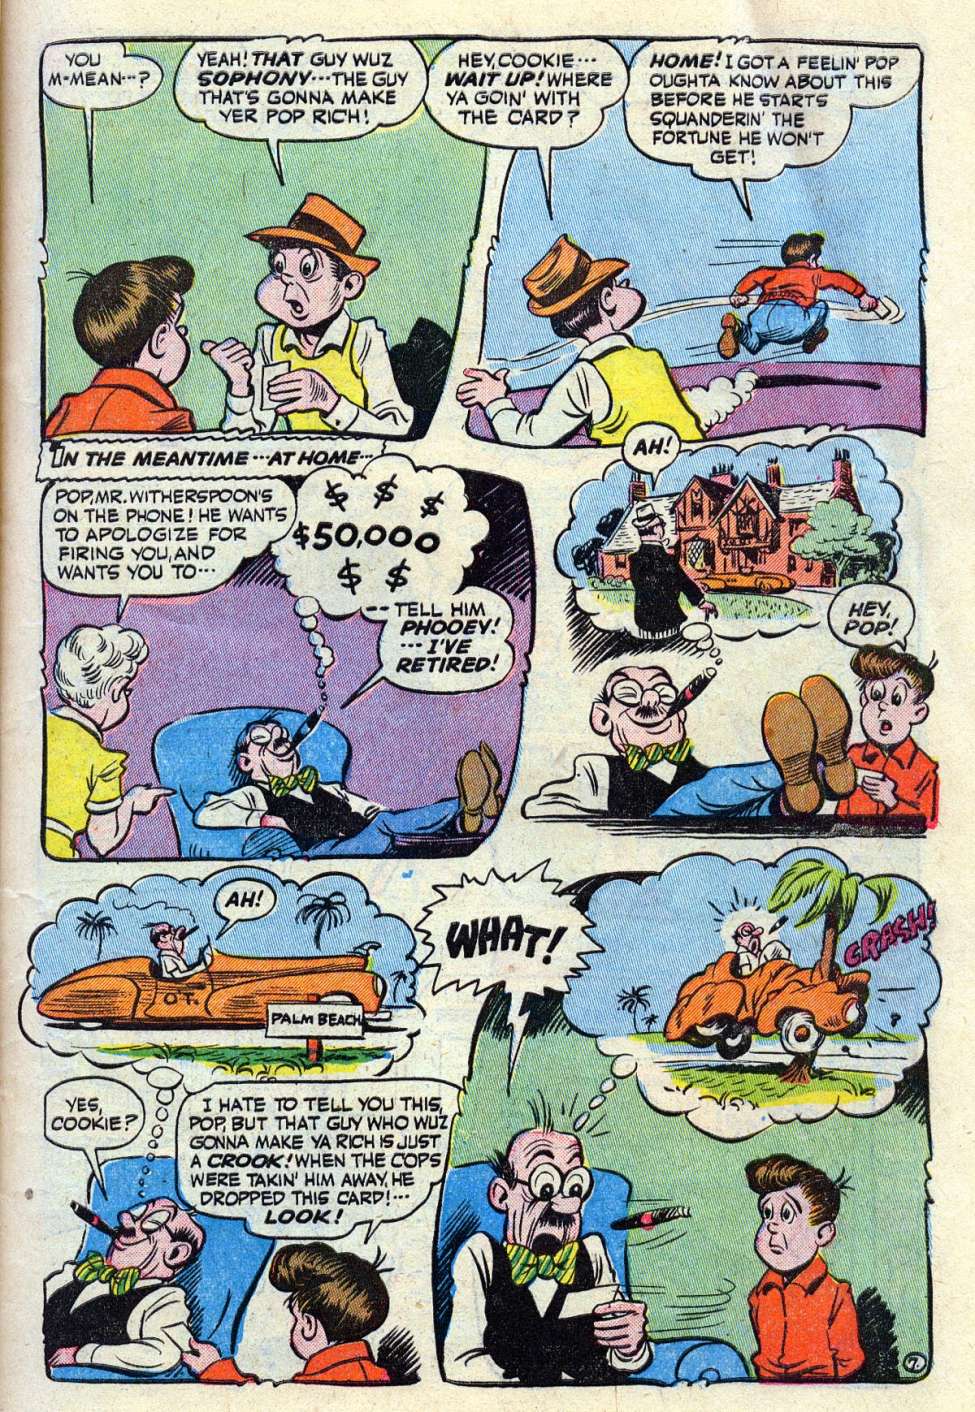 YOU
M-MEAN---?
YEAH! THAT GUY WUZ
SOPHONY---THE GUY
THAT'S GONNA MAKE
YER POP RICH!
HEY, COOKIE---
WAIT UP! WHERE
YA GOIN' WITH
THE CARD?
HOME! I GOT A FEELIN' POP
OUGHTA KNOW ABOUT THIS
BEFORE HE STARTS
SQUANDERIN' THE
FORTUNE HE WON'T
GET!
IN THE MEANTIME---AT HOME---
POP, MR. WITHERSPOON'S
ON THE PHONE! HE WANTS
TO APOLOGIZE FOR
FIRING YOU, AND
WANTS YOU TO---
$ $ $
$50,000
$ $
-- TELL HIM
PHOOEY!
--- I'VE
RETIRED!
AH!
HEY,
POP!
AH!
O.T.
PALM BEACH
YES,
COOKIE?
I HATE TO TELL YOU THIS,
POP, BUT THAT GUY WHO WUZ
GONNA MAKE YA RICH IS JUST
A CROOK! WHEN THE COPS
WERE TAKIN' HIM AWAY, HE
DROPPED THIS CARD!---
LOOK!
WHAT!
CRASH!
?
7.